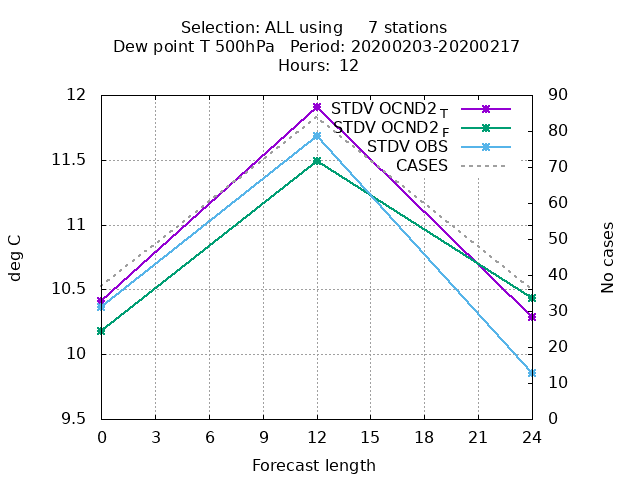 Selection: ALL using     7 stations
Dew point T 500hPa   Period: 20200203-20200217
Hours:  12
STDV OCND2_T
STDV OCND2_F
STDV OBS
CASES
12
11.5
11
10.5
10
9.5
deg C
90
80
70
60
50
40
30
20
10
0
No cases
0 3 6 9 12 15 18 21 24
Forecast length